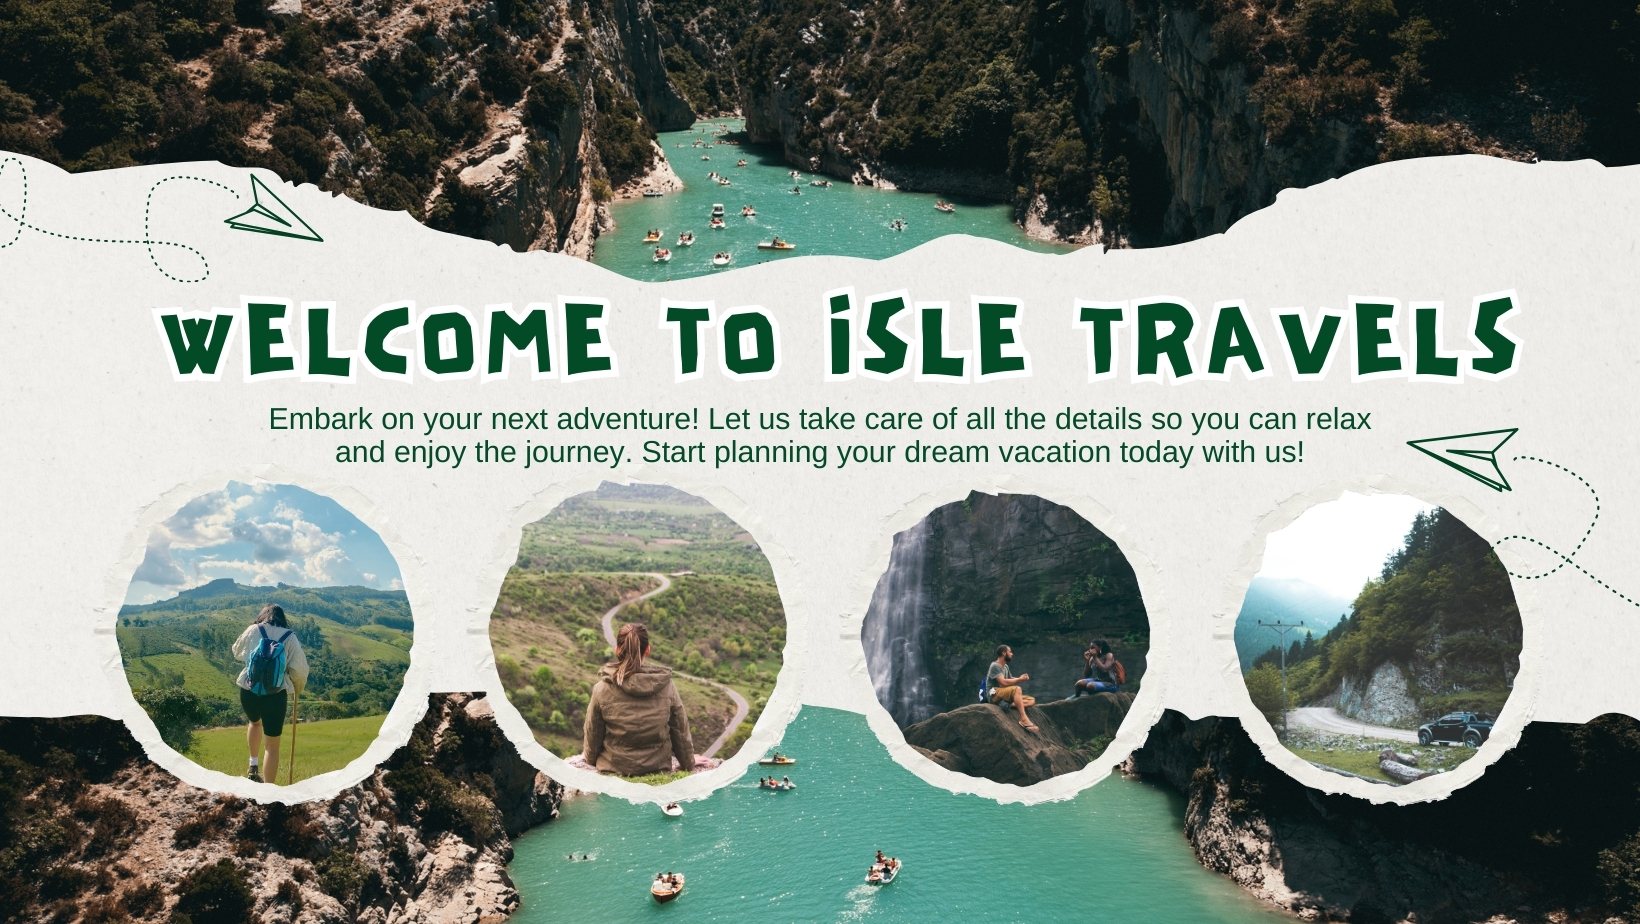 WELCOME TO iSLE TRAVELS
Embark on your next adventure! Let us take care of all the details so you can relax
and enjoy the journey. Start planning your dream vacation today with us!